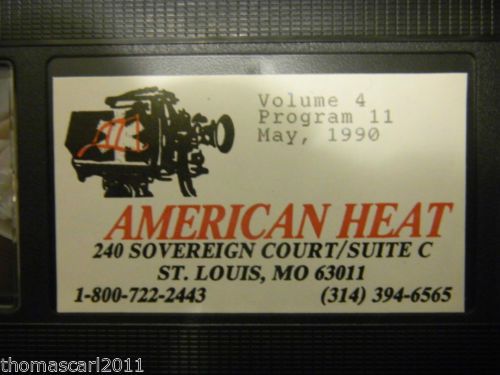 Volume 4
Program 11
May, 1990
AMERICAN HEAT
240 SOVEREIGN COURT/SUITE C
ST. LOUIS, MO 63011
1-800-722-2443 (314) 394-6565
thomascarl2011